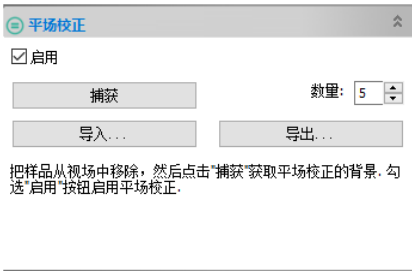 平场校正
启用
捕获
数量:
5
导入...
导出...
把样品从视场中移除，然后点击"捕获"获取平场校正的背景. 勾
选"启用"按钮启用平场校正.